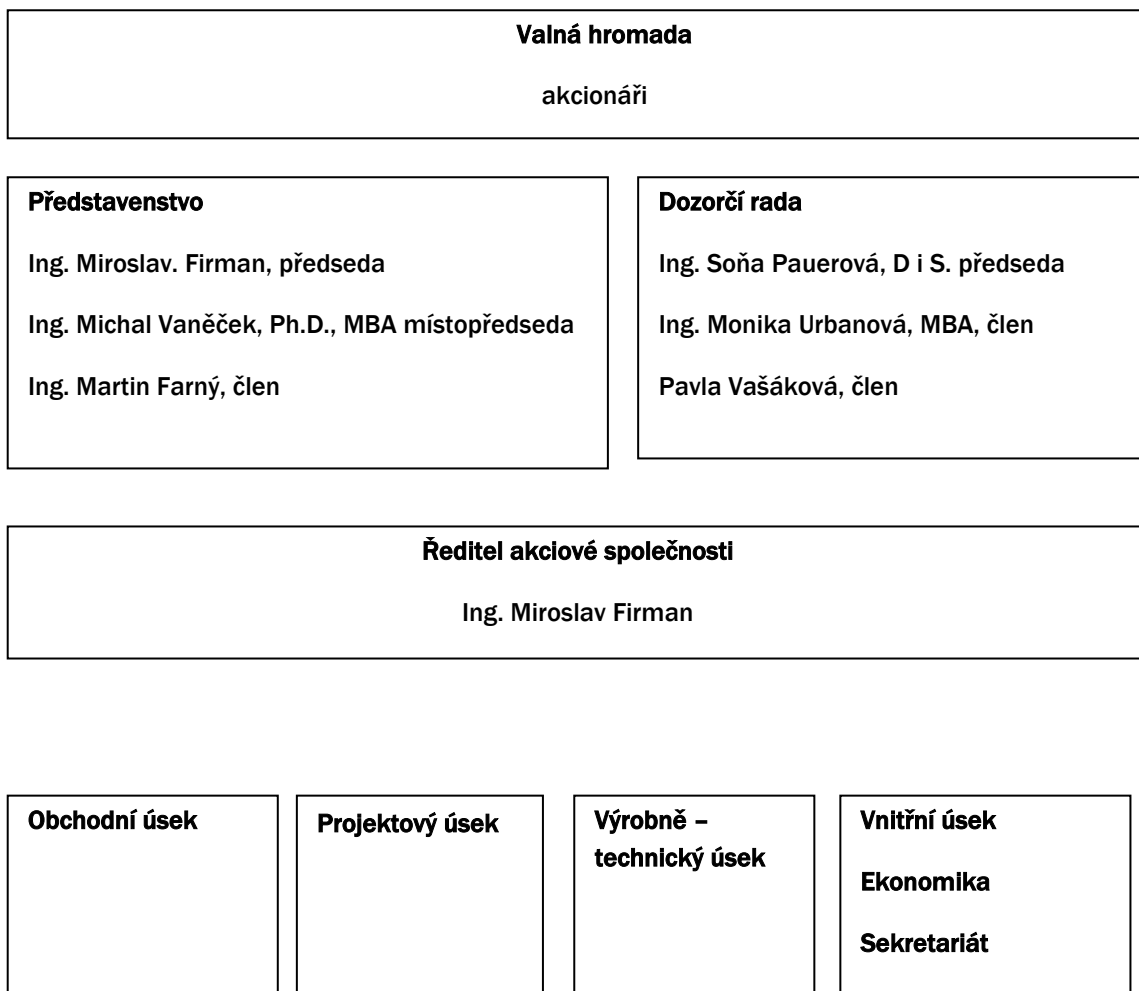 Valná hromada
akcionáři
Představenstvo
Ing. Miroslav. Firman, předseda
Ing. Michal Vaněček, Ph.D., MBA místopředseda
Ing. Martin Farný, člen
Dozorčí rada
Ing. Soňa Pauerová, D i S. předseda
Ing. Monika Urbanová, MBA, člen
Pavla Vašáková, člen
Ředitel akciové společnosti
Ing. Miroslav Firman
Obchodní úsek
Projektový úsek
Výrobně –
technický úsek
Vnitřní úsek
Ekonomika
Sekretariát